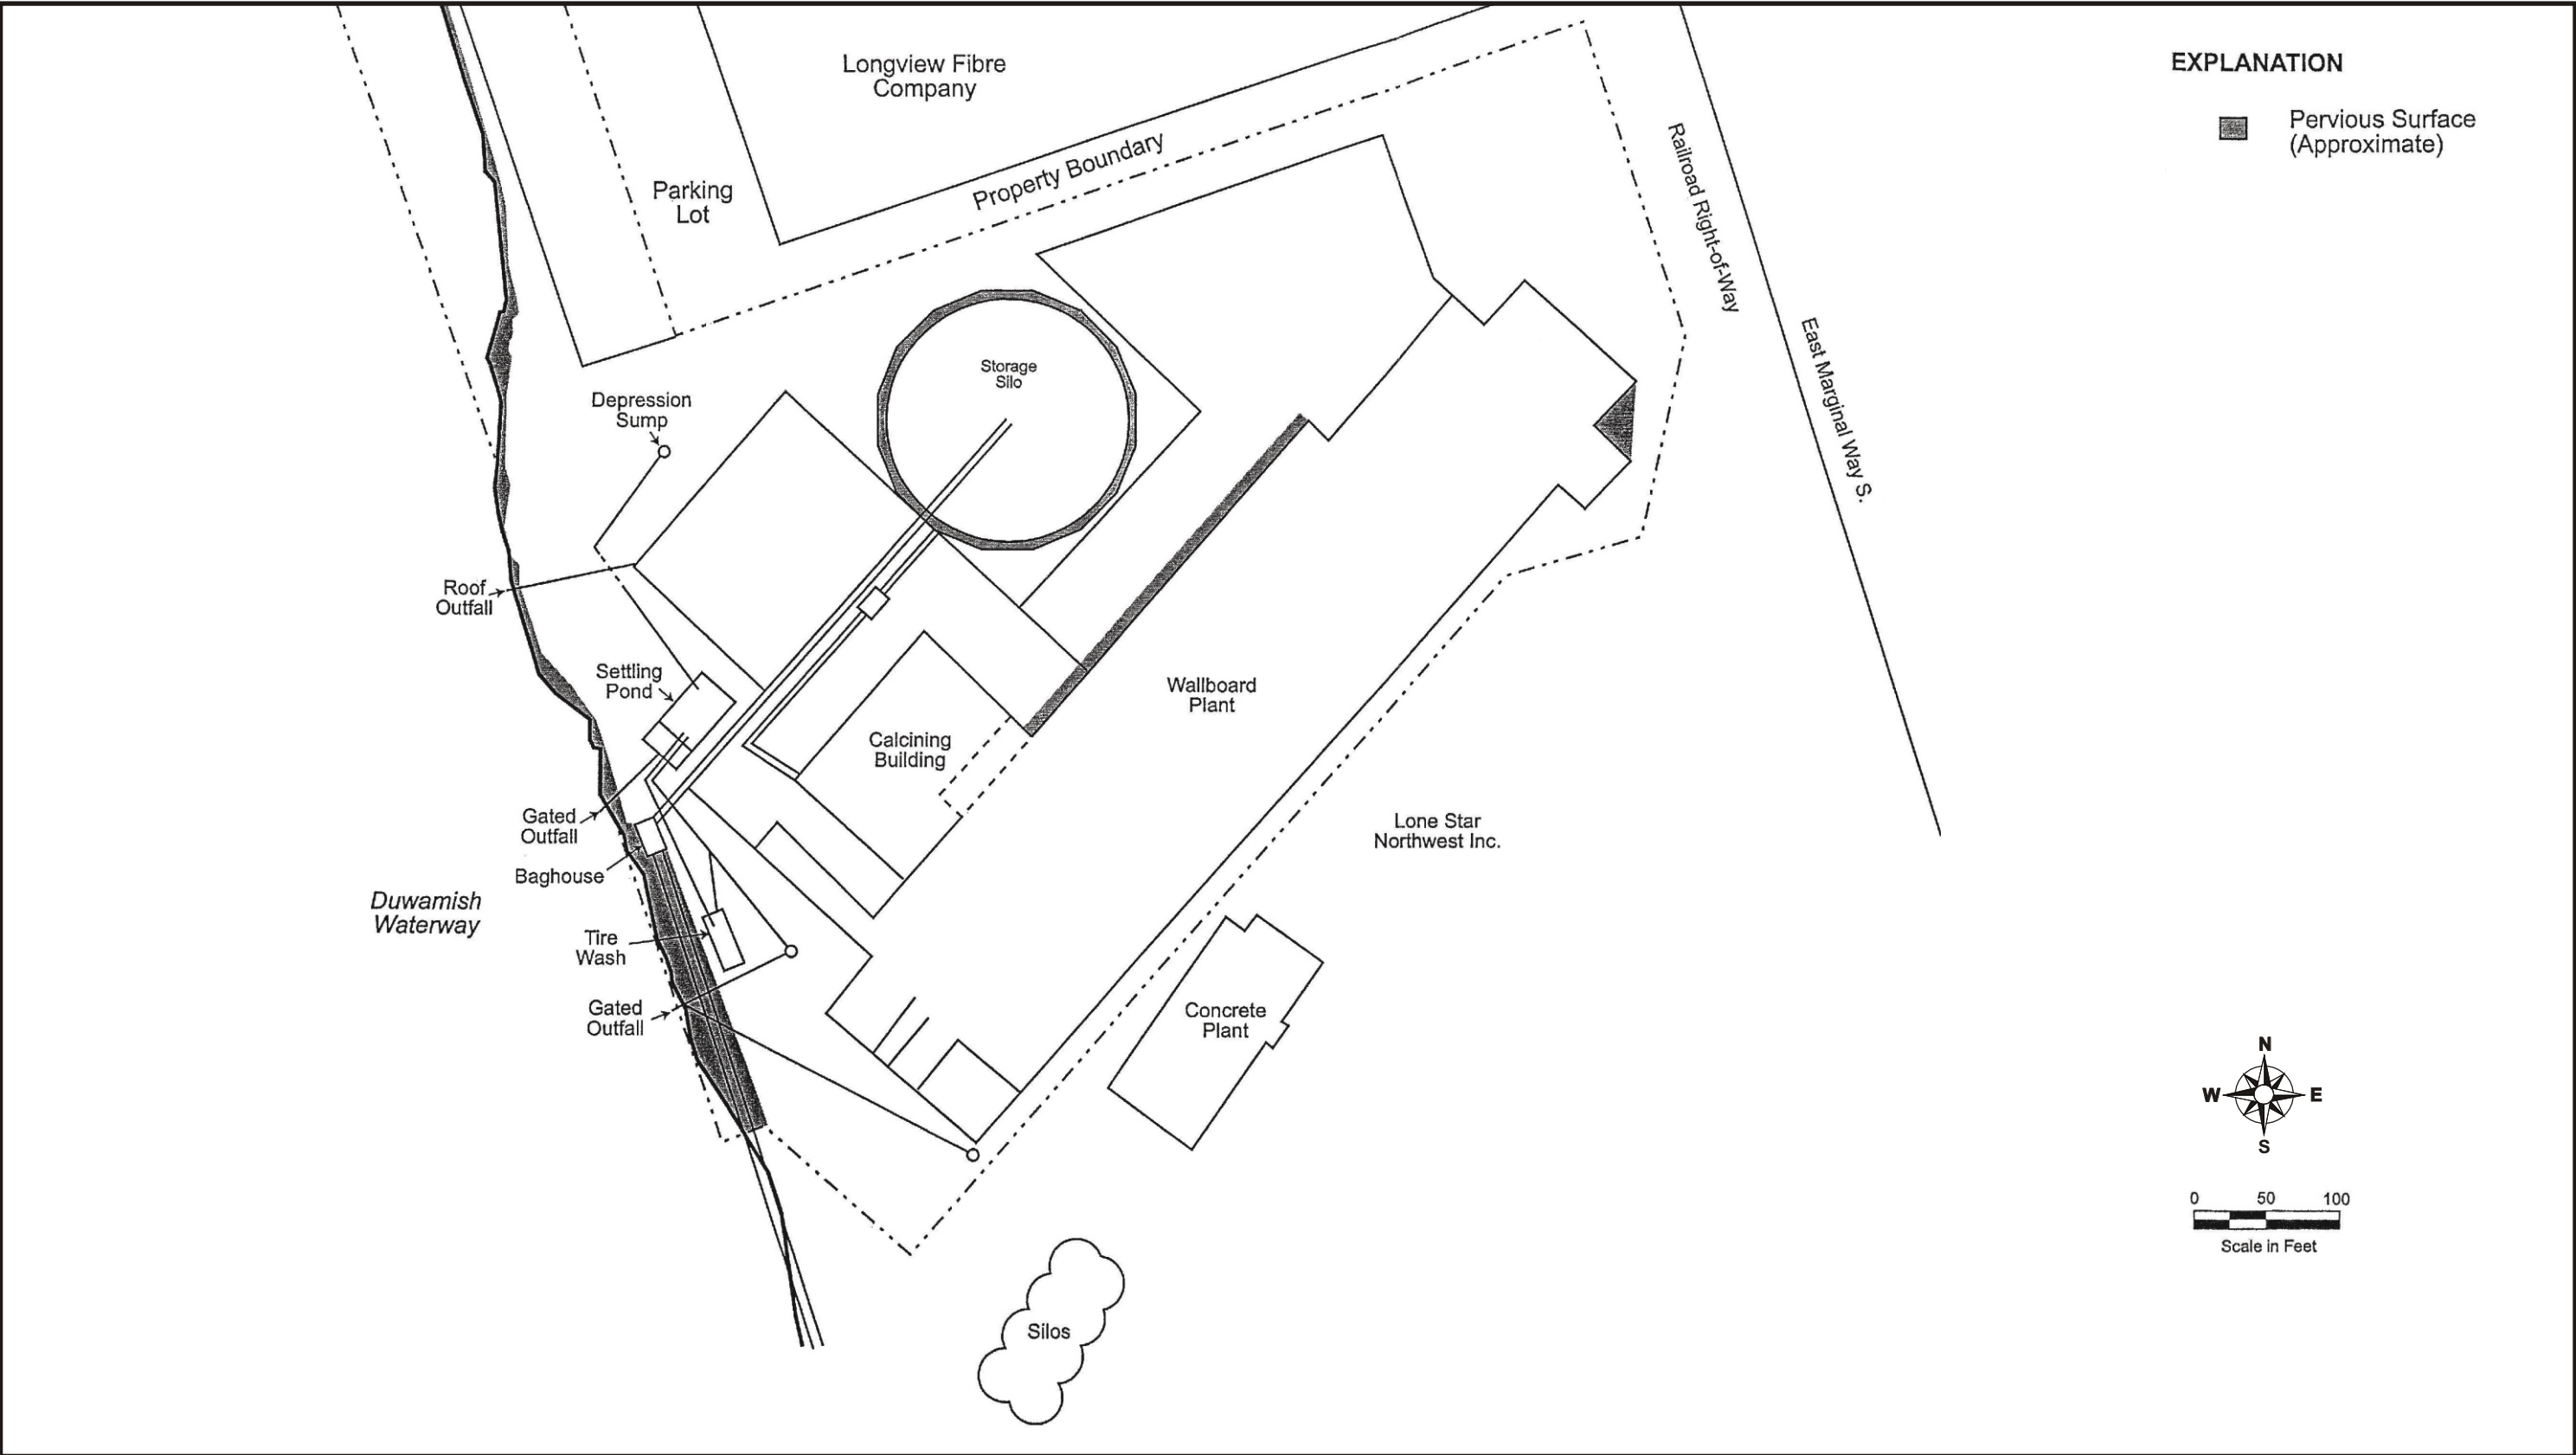 Longview Fibre
Company
EXPLANATION
Pervious Surface
(Approximate)
Property Boundary
Parking
Lot
Railroad Right-of-Way
East Marginal Way S.
Storage
Silo
Depression
Sump
Roof
Outfall
Settling
Pond
Wallboard
Plant
Calcining
Building
Gated
Outfall
Lone Star
Northwest Inc.
Baghouse
Duwamish
Waterway
Tire
Wash
Gated
Outfall
Concrete
Plant
N
W E
S
0 50 100
Scale in Feet
Silos